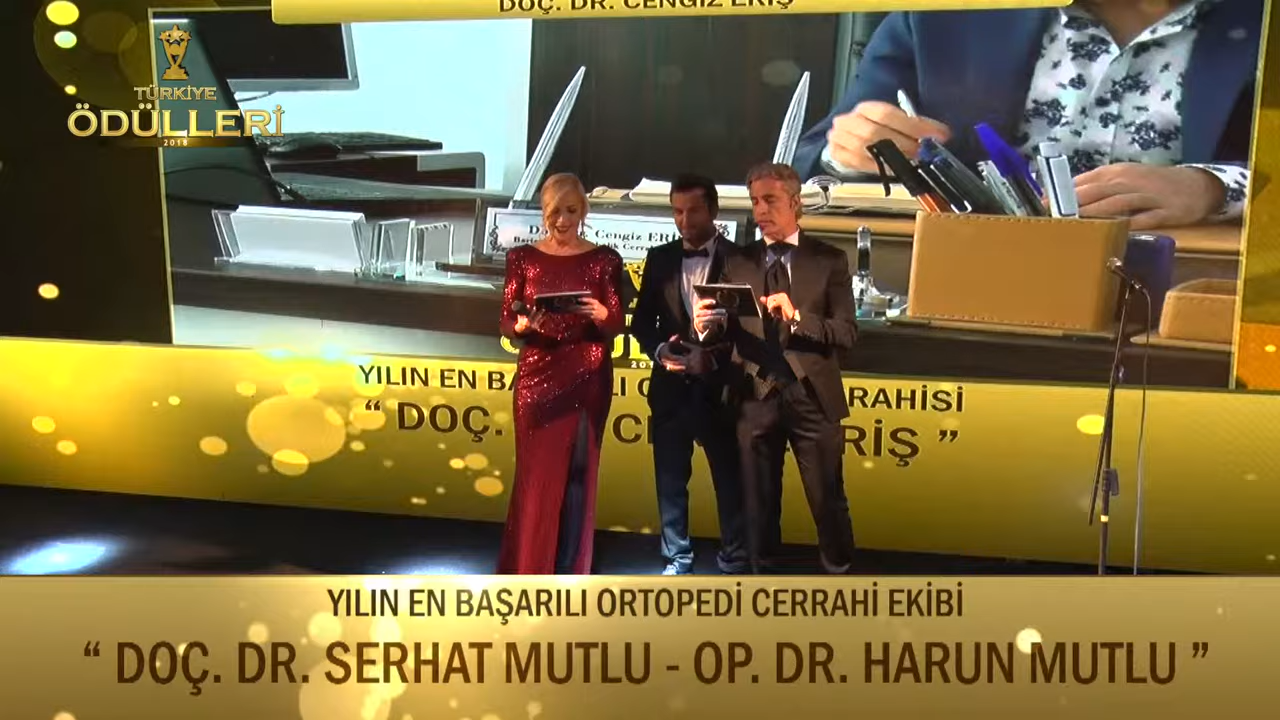 DOÇ. DR. CENGİZ ERİŞ
TÜRKİYE
ÖDÜLLERİ
2018
Cengiz
YILIN EN BA
RAHİSİ
“ DOÇ.
RİŞ ”
YILIN EN BAŞARILI ORTOPEDİ CERRAHİ EKİBİ
“ DOÇ. DR. SERHAT MUTLU - OP. DR. HARUN MUTLU ”